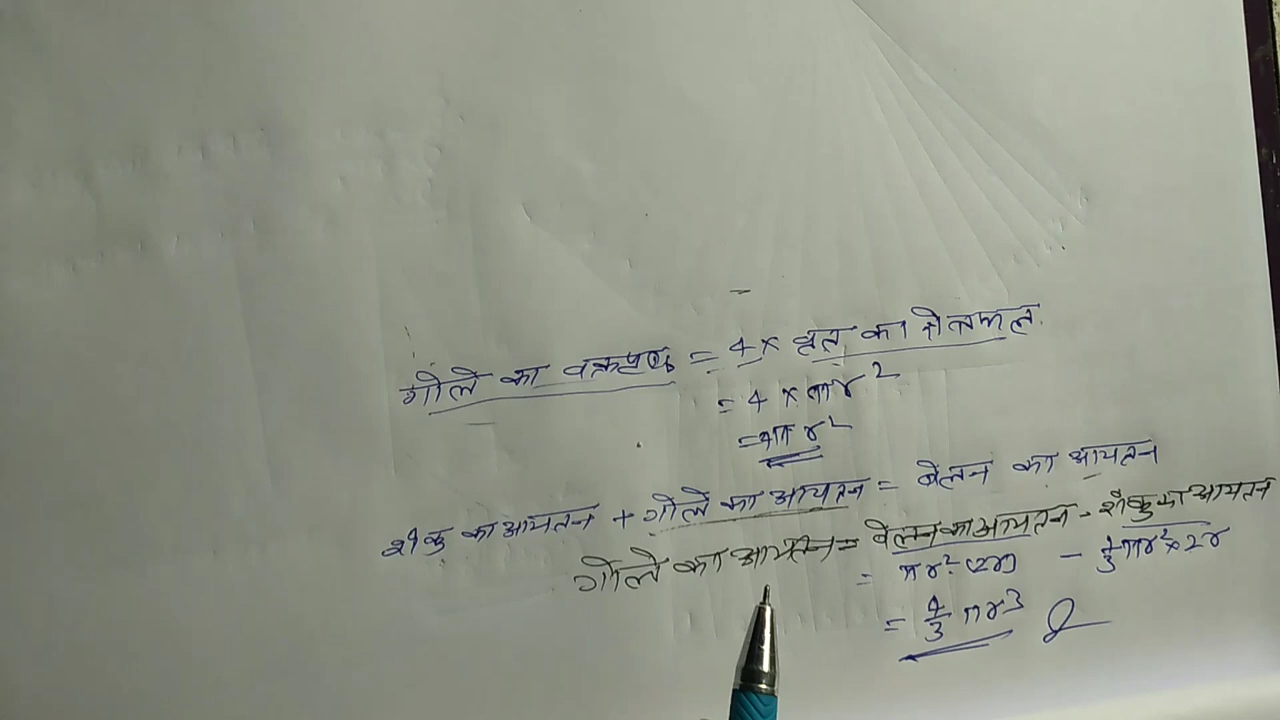 गोले का वक्रपृष्ठ = 4 × वृत्त का क्षेत्रफल
= 4 × πr²
= 4πr²
शंकु का आयतन + गोले का आयतन = बेलन का आयतन
गोले का आयतन = बेलन का आयतन - शंकु का आयतन
= πr² (2r) - 1/3 πr² × 2r
= 4/3 πr³